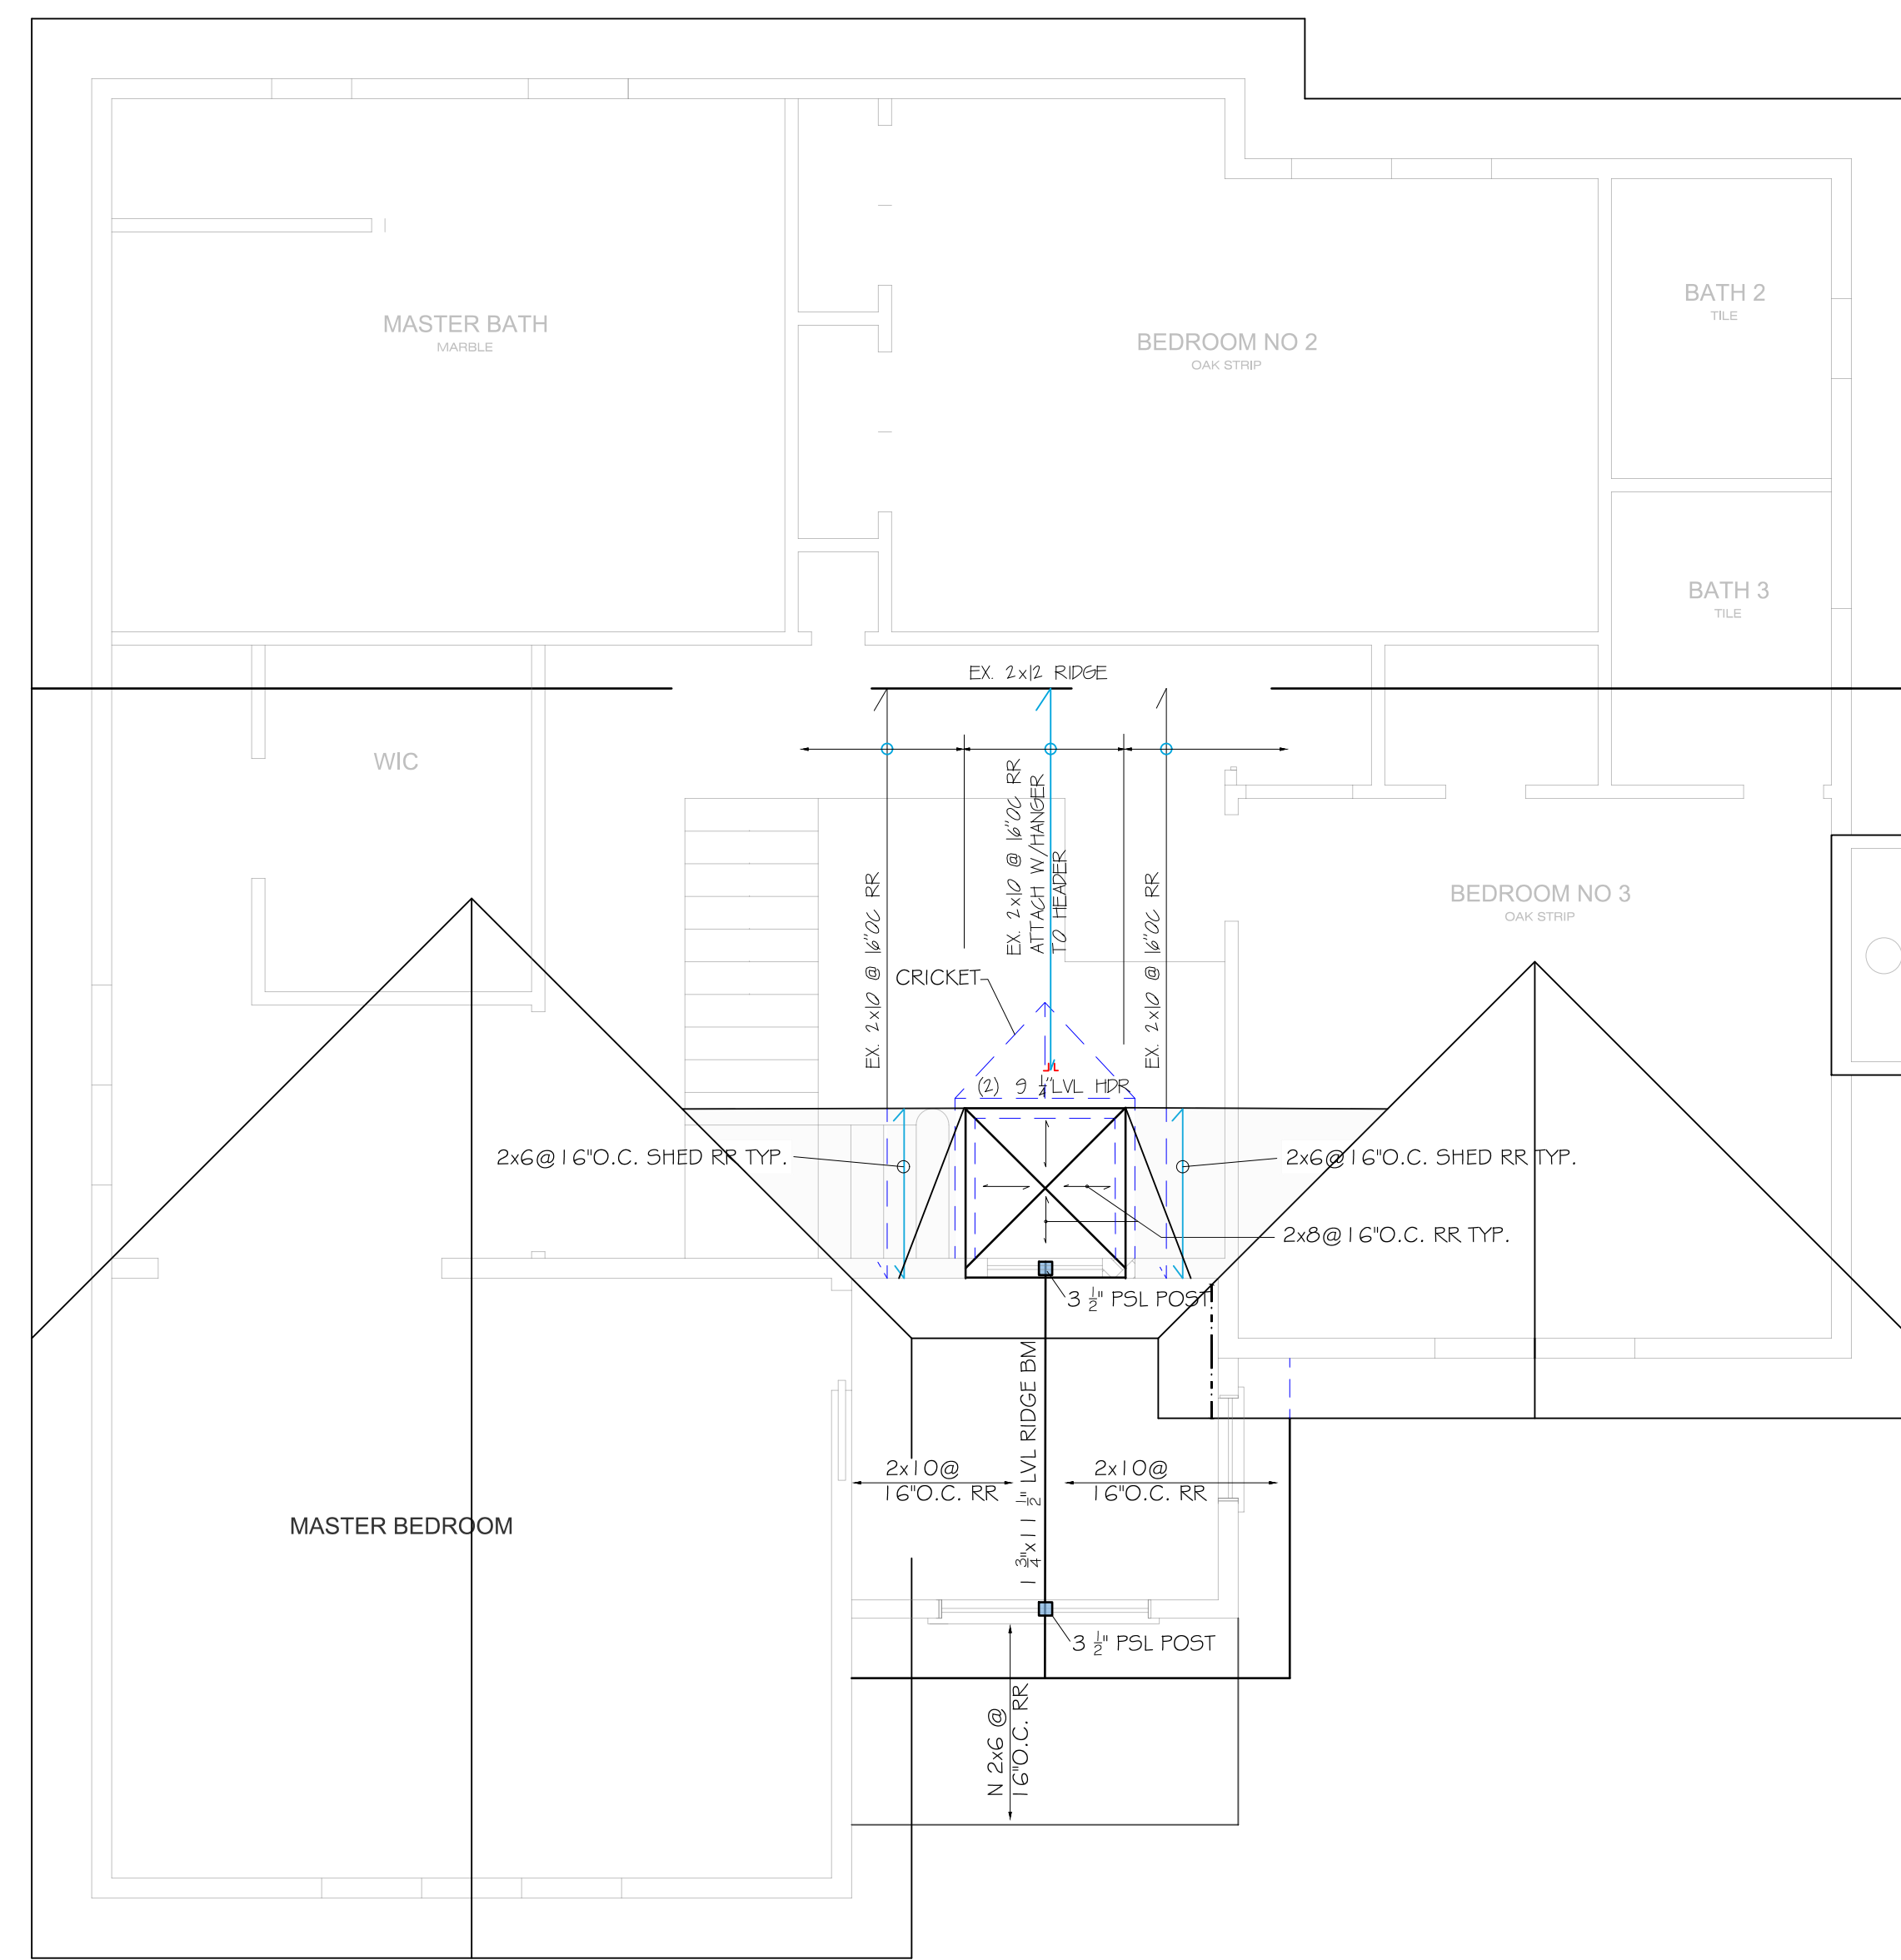 MASTER BATH
MARBLE
BEDROOM NO 2
OAK STRIP
BATH 2
TILE
BATH 3
TILE
EX. 2x12 RIDGE
WIC
EX. 2x10 @ 16"OC RR
EX. 2x10 @ 16"OC RR
ATTACH W/HANGER
TO HEADER
EX. 2x10 @ 16"OC RR
BEDROOM NO 3
OAK STRIP
CRICKET
(2) 9 1/4" LVL HDR
2x6@16"O.C. SHED RR TYP.
2x6@16"O.C. SHED RR TYP.
2x8@16"O.C. RR TYP.
3 1/2" PSL POST
1 3/4"x11 1/2" LVL RIDGE BM
2x10@
16"O.C. RR
2x10@
16"O.C. RR
MASTER BEDROOM
3 1/2" PSL POST
N 2x6 @
16"O.C. RR